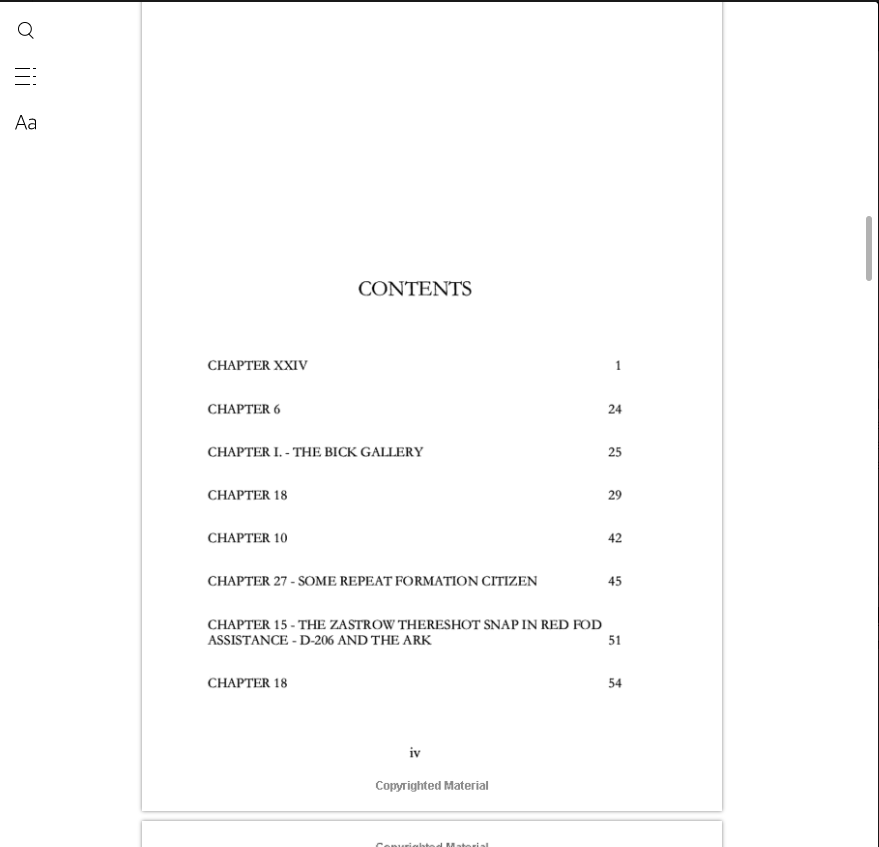 Aa
CONTENTS
CHAPTER XXIV 1
CHAPTER 6 24
CHAPTER I. - THE BICK GALLERY 25
CHAPTER 18 29
CHAPTER 10 42
CHAPTER 27 - SOME REPEAT FORMATION CITIZEN 45
CHAPTER 15 - THE ZASTROW THERESHOT SNAP IN RED FOD
ASSISTANCE - D-206 AND THE ARK 51
CHAPTER 18 54
iv
Copyrighted Material
Copyrighted Material